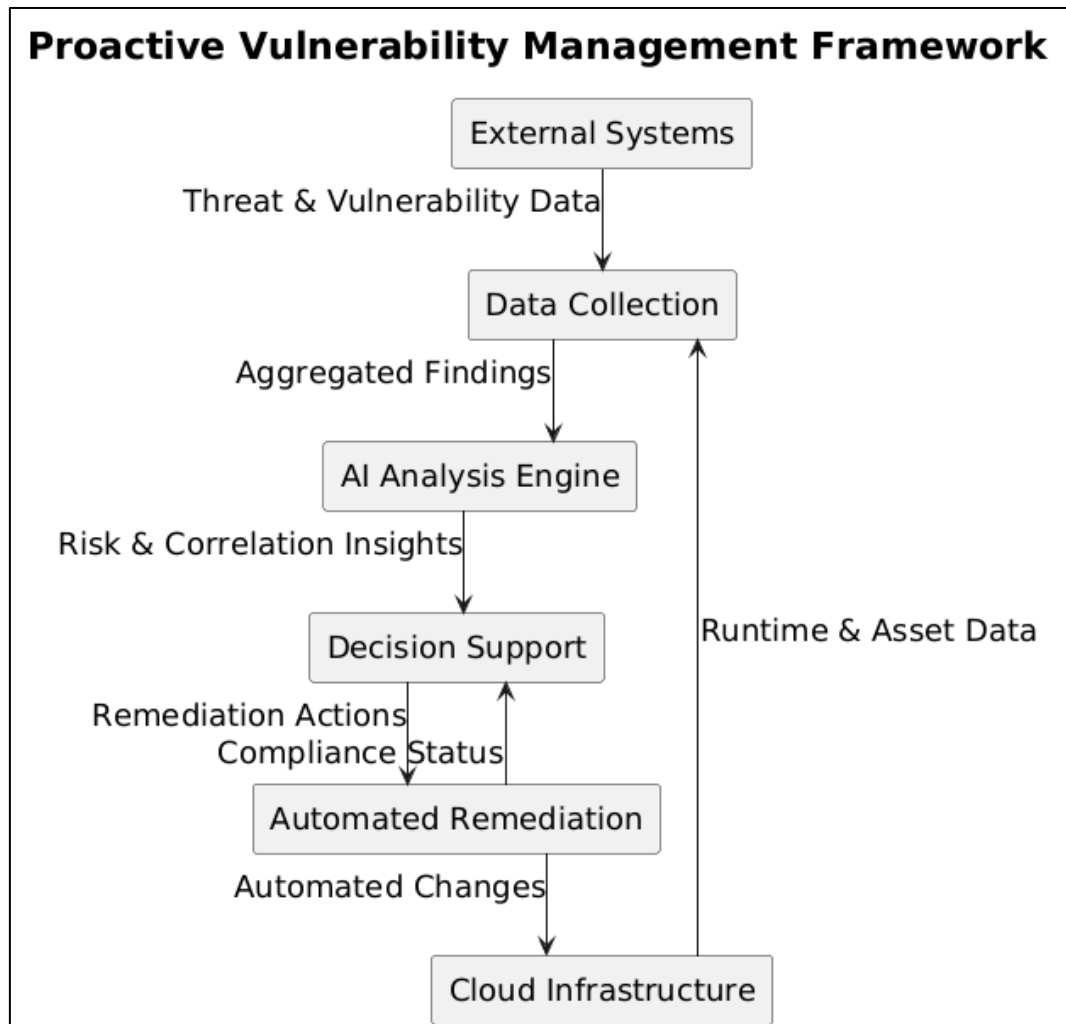 Proactive Vulnerability Management Framework
External Systems
Threat & Vulnerability Data
Data Collection
Aggregated Findings
AI Analysis Engine
Risk & Correlation Insights
Runtime & Asset Data
Decision Support
Remediation Actions
Compliance Status
Automated Remediation
Automated Changes
Cloud Infrastructure